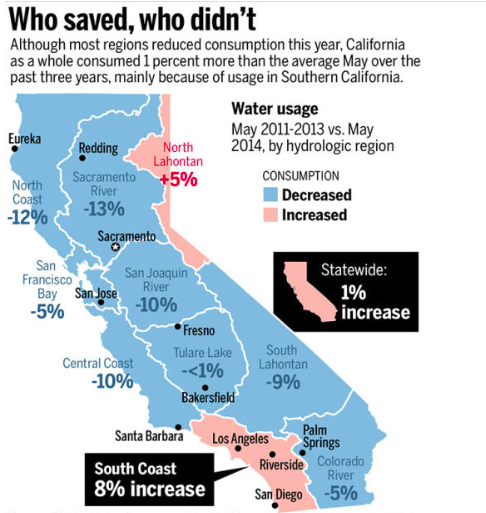 Who saved, who didn't
Although most regions reduced consumption this year, California
as a whole consumed 1 percent more than the average May over the
past three years, mainly because of usage in Southern California.
Water usage
May 2011-2013 vs. May
2014, by hydrologic region
CONSUMPTION
Decreased
Increased
Eureka
Redding
North
Lahontan
+5%
North
Coast
-12%
Sacramento
River
-13%
Sacramento
San
Francisco
Bay
-5%
San Jose
San Joaquin
River
-10%
Statewide:
1%
increase
Fresno
Central Coast
-10%
Tulare Lake
-<1%
South
Lahontan
-9%
Bakersfield
Santa Barbara
Los Angeles
Palm
Springs
Riverside
Colorado
River
-5%
South Coast
8% increase
San Diego